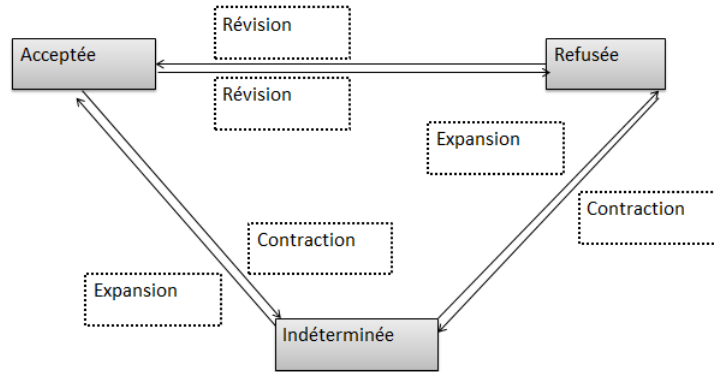 Révision
Acceptée
Refusée
Révision
Expansion
Contraction
Contraction
Expansion
Indéterminée